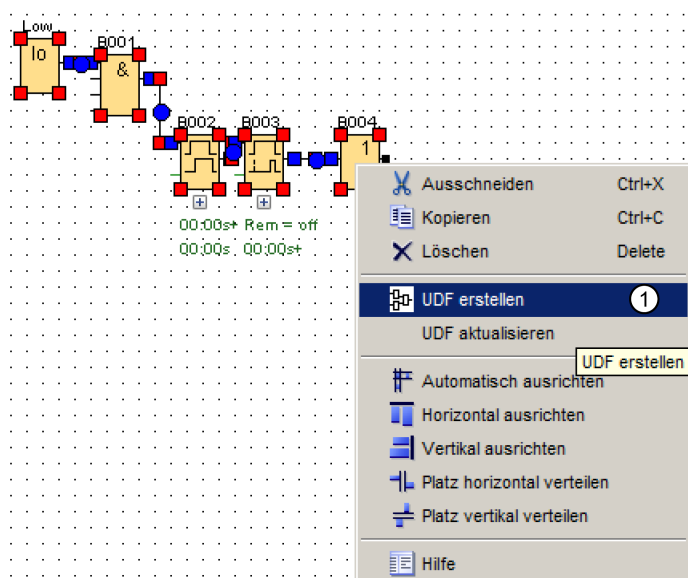 Low
lo
B001
&
B002
B003
B004
1
00:00s+ Rem = off
00:00s 00:00s+
Ausschneiden Ctrl+X
Kopieren Ctrl+C
Löschen Delete
UDF erstellen 1
UDF aktualisieren
UDF erstellen
Automatisch ausrichten
Horizontal ausrichten
Vertikal ausrichten
Platz horizontal verteilen
Platz vertikal verteilen
Hilfe